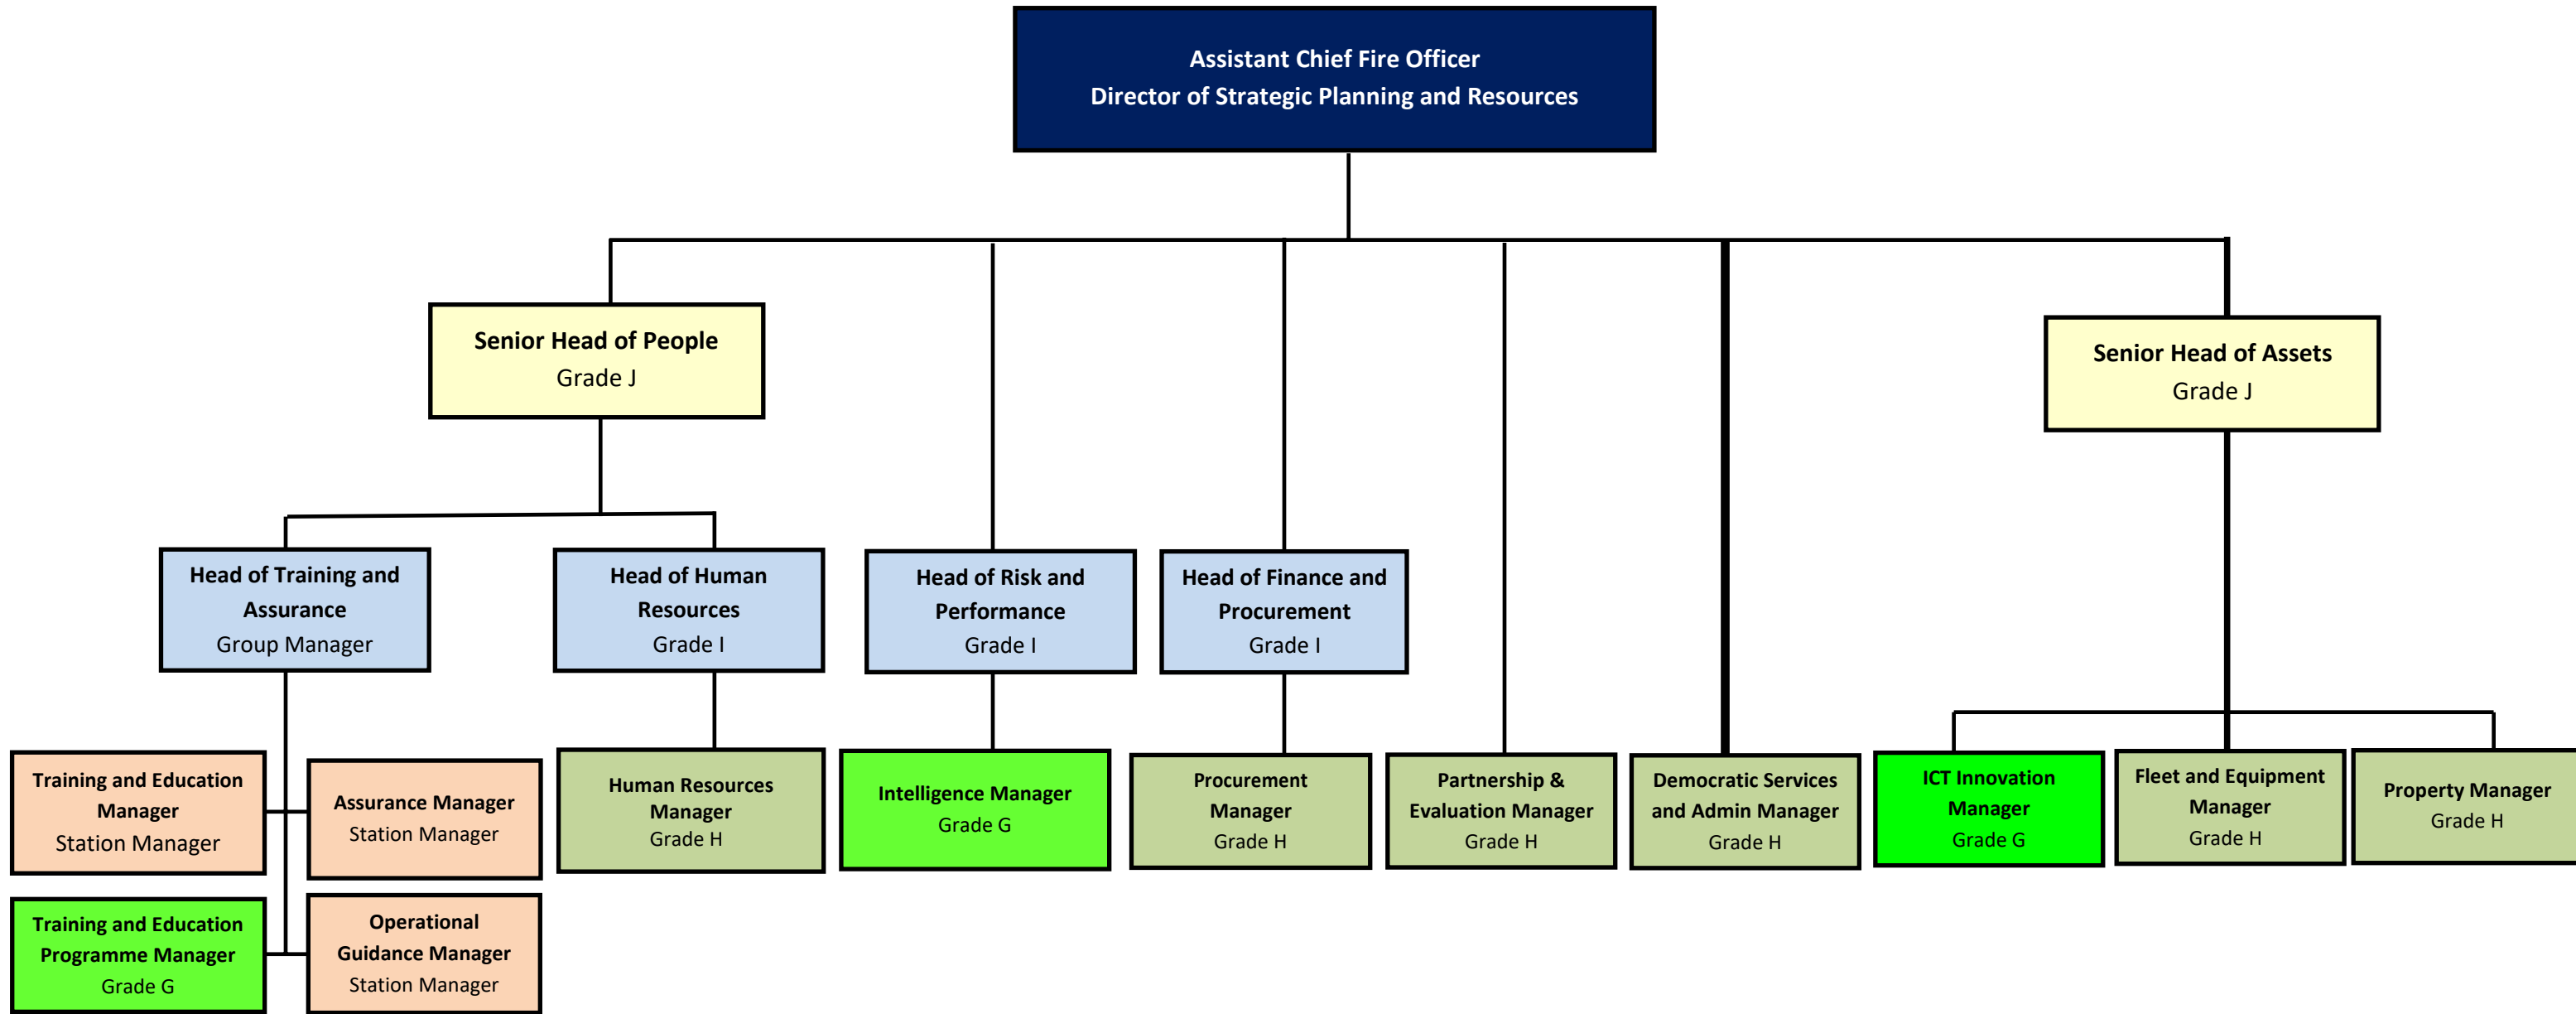 Assistant Chief Fire Officer
Director of Strategic Planning and Resources
Senior Head of People
Grade J
Senior Head of Assets
Grade J
Head of Training and
Assurance
Group Manager
Head of Human
Resources
Grade I
Head of Risk and
Performance
Grade I
Head of Finance and
Procurement
Grade I
Training and Education
Manager
Station Manager
Assurance Manager
Station Manager
Human Resources
Manager
Grade H
Intelligence Manager
Grade G
Procurement
Manager
Grade H
Partnership &
Evaluation Manager
Grade H
Democratic Services
and Admin Manager
Grade H
ICT Innovation
Manager
Grade G
Fleet and Equipment
Manager
Grade H
Property Manager
Grade H
Training and Education
Programme Manager
Grade G
Operational
Guidance Manager
Station Manager